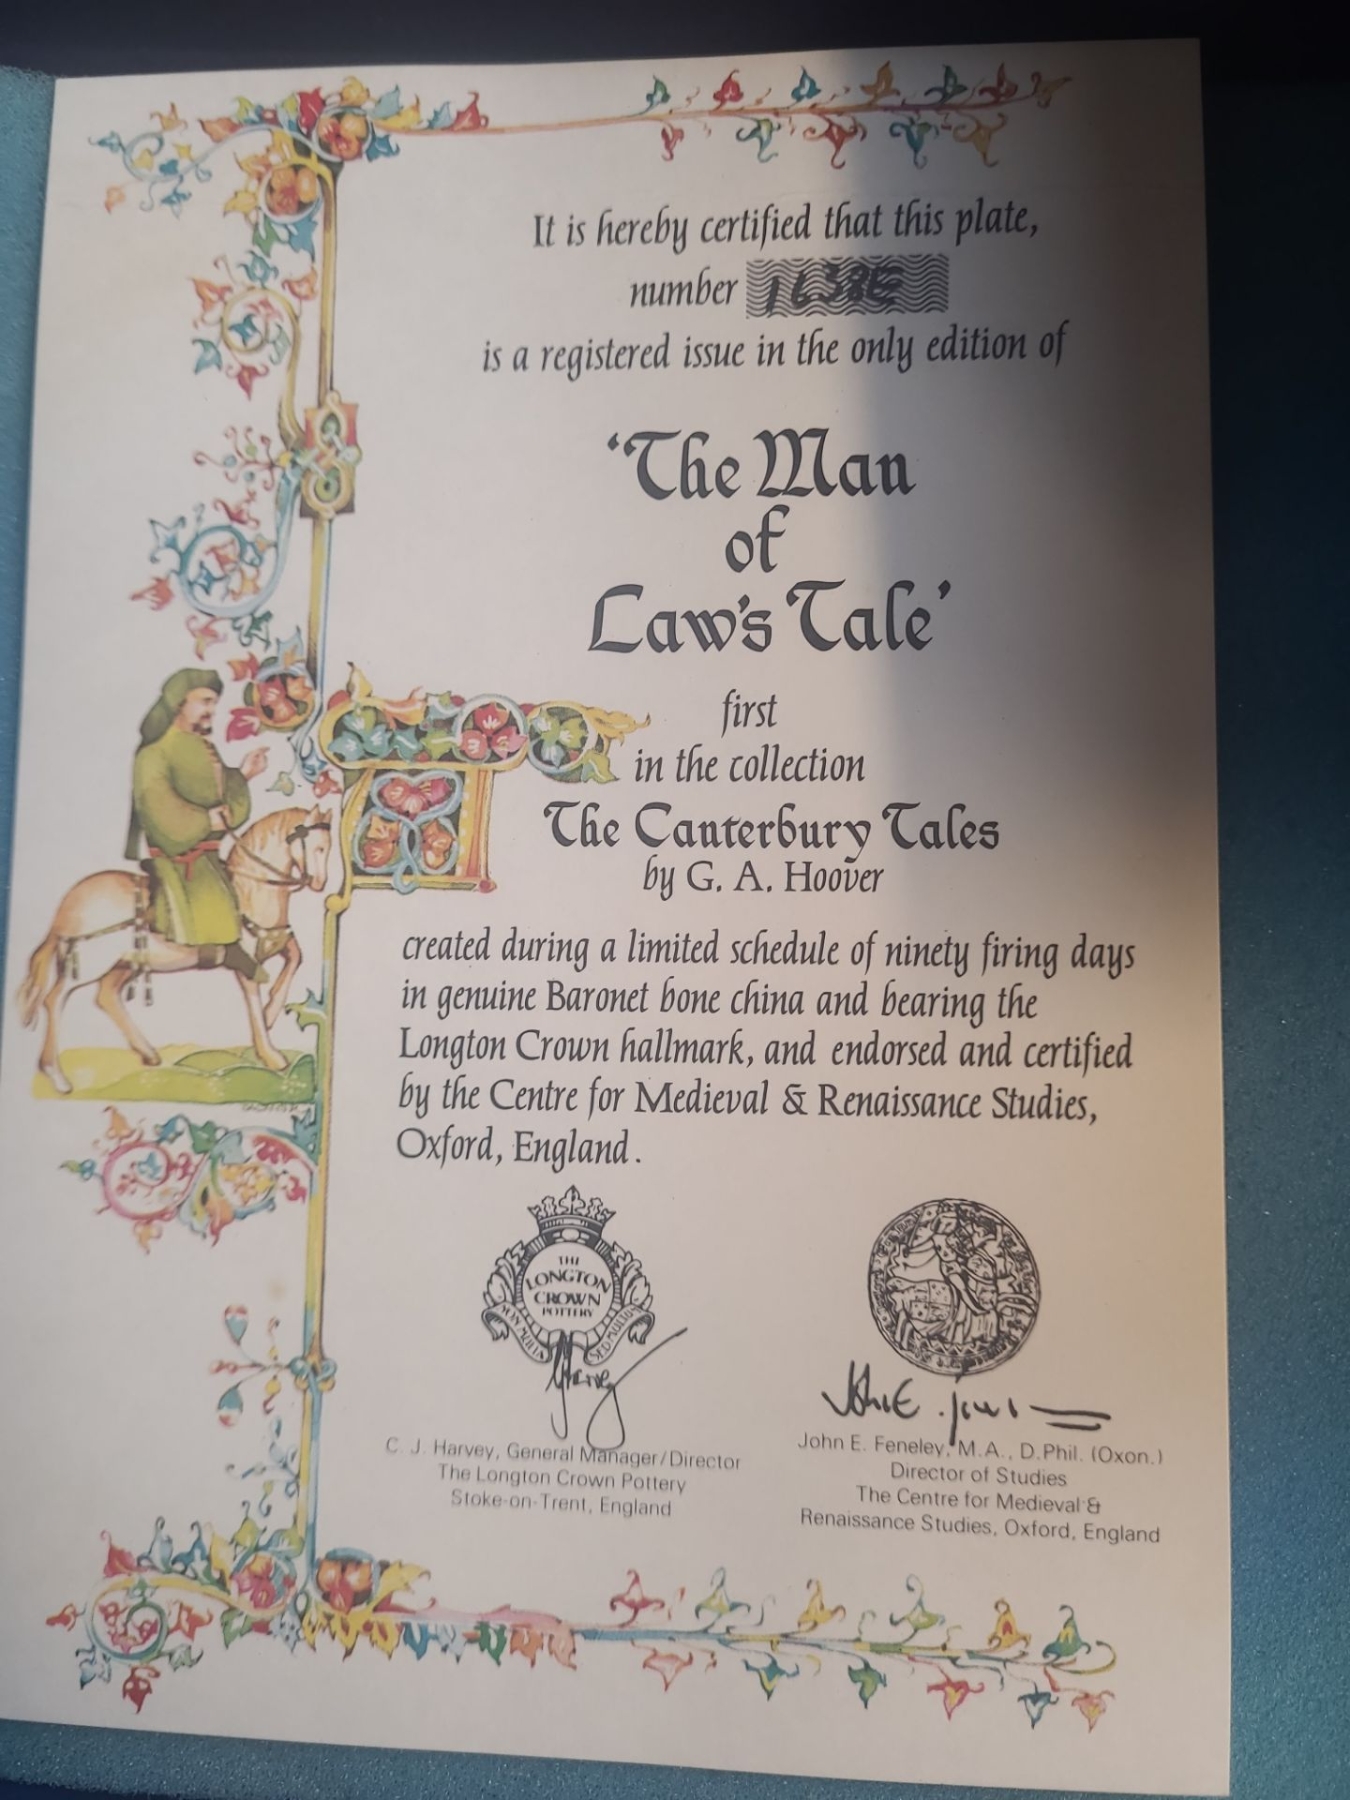 It is hereby certified that this plate,
number 1638E
is a registered issue in the only edition of
‘The Man
of
Law's Tale’
first
in the collection
The Canterbury Tales
by G. A. Hoover
created during a limited schedule of ninety firing days
in genuine Baronet bone china and bearing the
Longton Crown hallmark, and endorsed and certified
by the Centre for Medieval & Renaissance Studies,
Oxford, England.
THE
LONGTON
CROWN
POTTERY
C. J. Harvey, General Manager/Director
The Longton Crown Pottery
Stoke-on-Trent, England
John E. Feneley, M.A., D.Phil. (Oxon.)
Director of Studies
The Centre for Medieval &
Renaissance Studies, Oxford, England